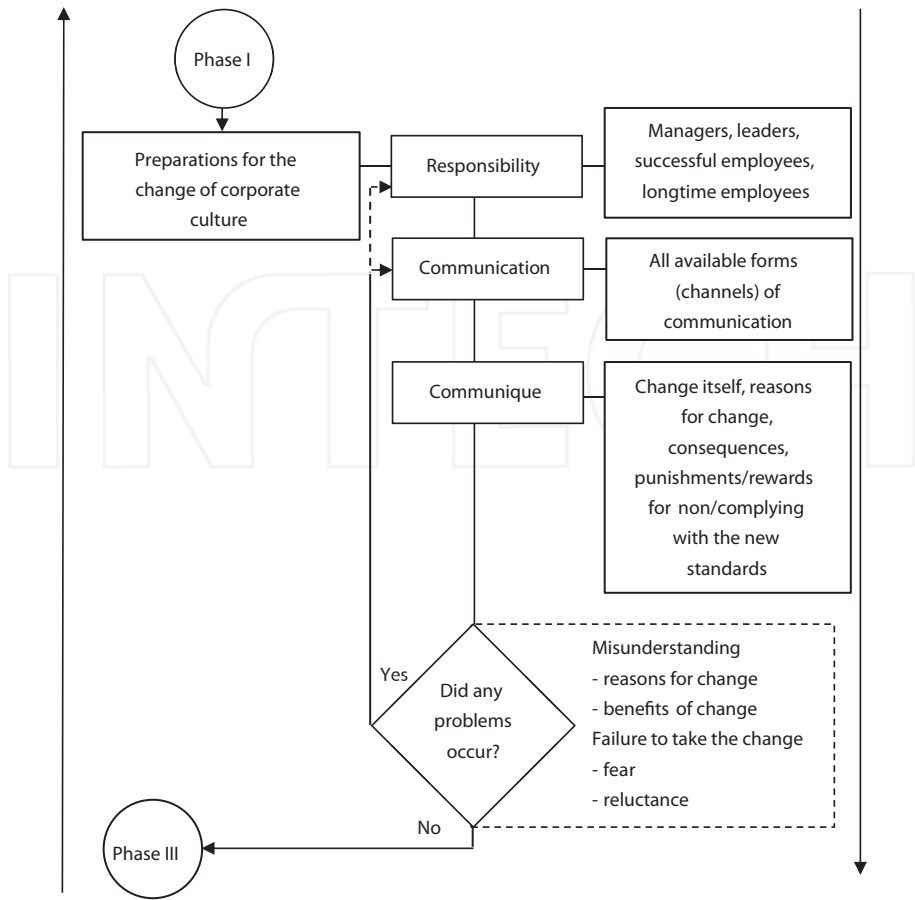 Phase I
Preparations for the
change of corporate
culture
Responsibility
Managers, leaders,
successful employees,
longtime employees
Communication
All available forms
(channels) of
communication
Communique
Change itself, reasons
for change,
consequences,
punishments/rewards
for non/complying
with the new
standards
Yes
Did any
problems
occur?
Misunderstanding
- reasons for change
- benefits of change
Failure to take the change
- fear
- reluctance
No
Phase III
INTECH